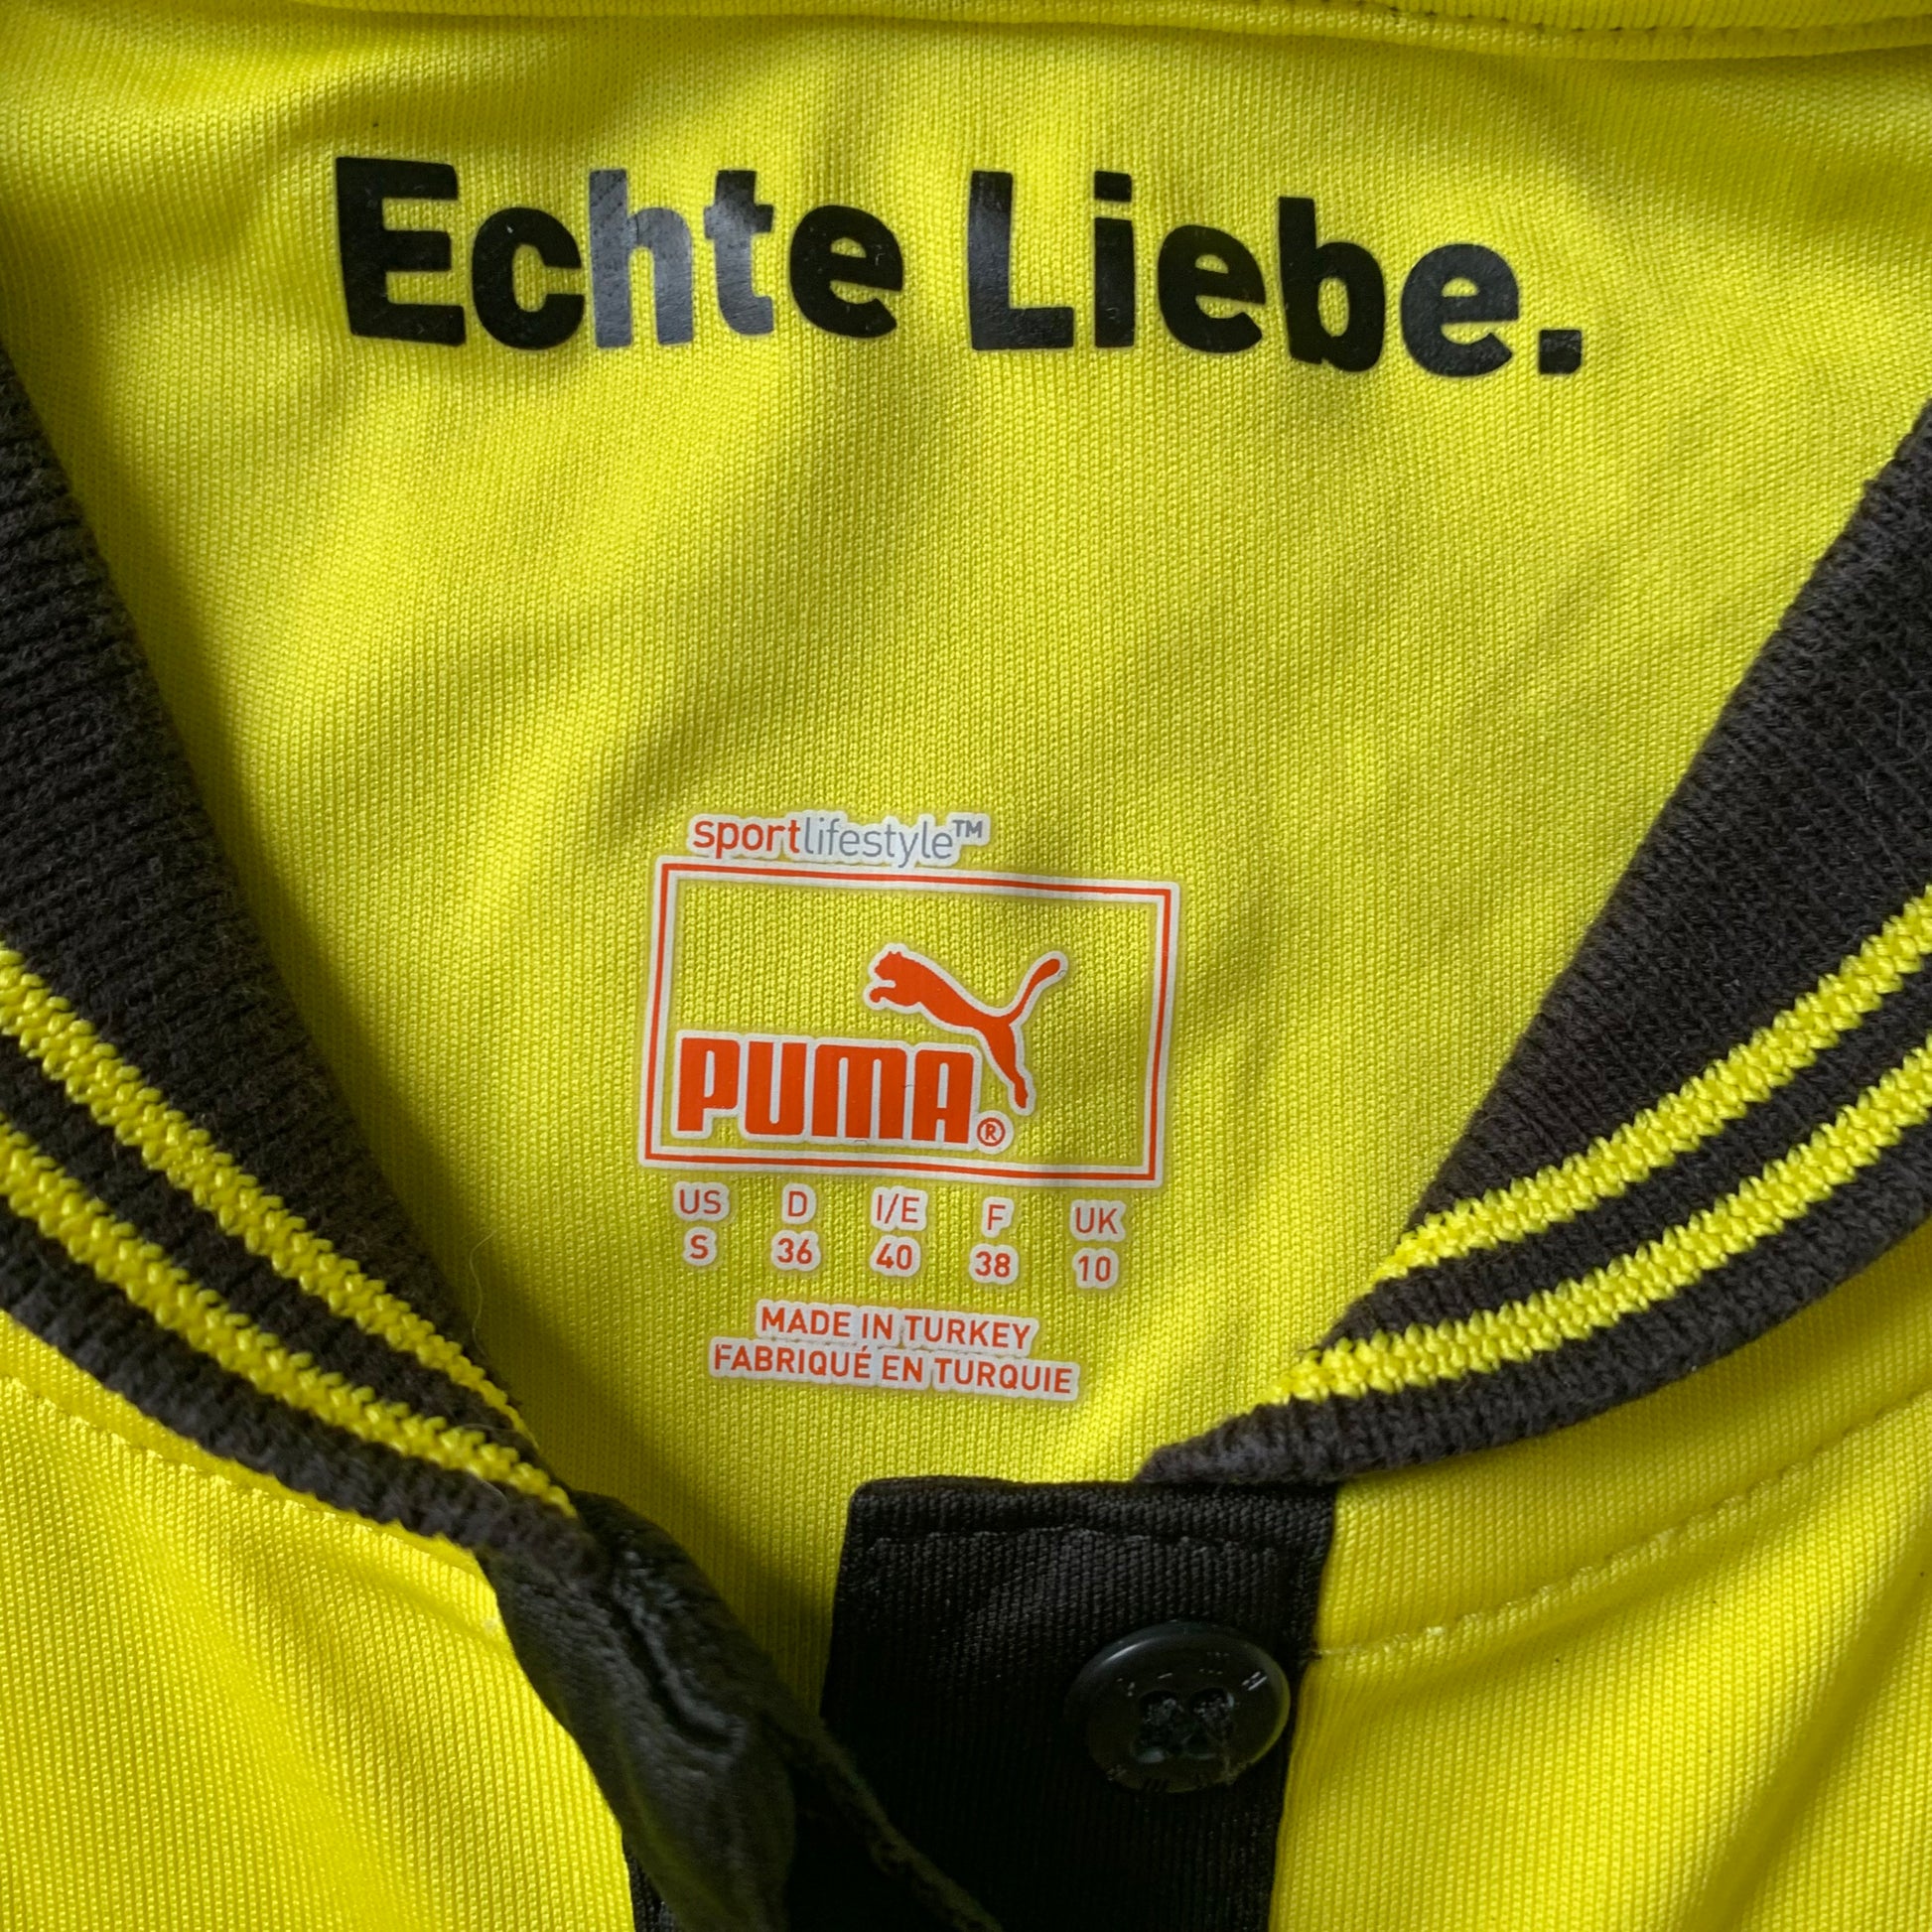 Echte Liebe.
sportlifestyle™
PUMA®
US D I/E F UK
S 36 40 38 10
MADE IN TURKEY
FABRIQUÉ EN TURQUIE